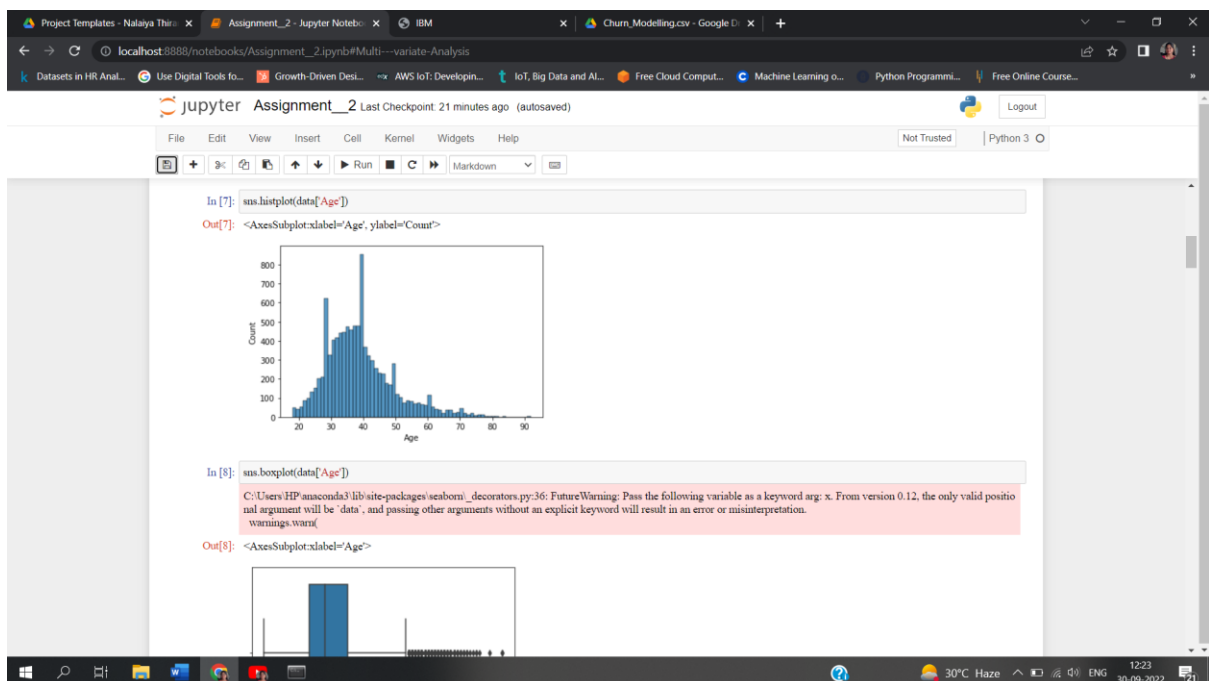 Project Templates - Nalaiya Thira
Assignment_2 - Jupyter Notebo
IBM
Churn_Modelling.csv - Google D
localhost:8888/notebooks/Assignment__2.ipynb#Multi---variate-Analysis
Datasets in HR Anal... Use Digital Tools fo... Growth-Driven Desi... AWS IoT: Developin... IoT, Big Data and Al... Free Cloud Comput... Machine Learning o... Python Programmi... Free Online Course... »
jupyter Assignment__2 Last Checkpoint: 21 minutes ago (autosaved) Logout
File Edit View Insert Cell Kernel Widgets Help Not Trusted Python 3
Run Markdown
In [7]: sns.histplot(data['Age'])
Out[7]: <AxesSubplot:xlabel='Age', ylabel='Count'>
800
700
600
500
400
300
200
100
0
Count
20 30 40 50 60 70 80 90
Age
In [8]: sns.boxplot(data['Age'])
C:\Users\HP\anaconda3\lib\site-packages\seaborn\_decorators.py:36: FutureWarning: Pass the following variable as a keyword arg: x. From version 0.12, the only valid positio
nal argument will be `data`, and passing other arguments without an explicit keyword will result in an error or misinterpretation.
warnings.warn(
Out[8]: <AxesSubplot:xlabel='Age'>
30°C Haze ENG 12:23
30-09-2022
21